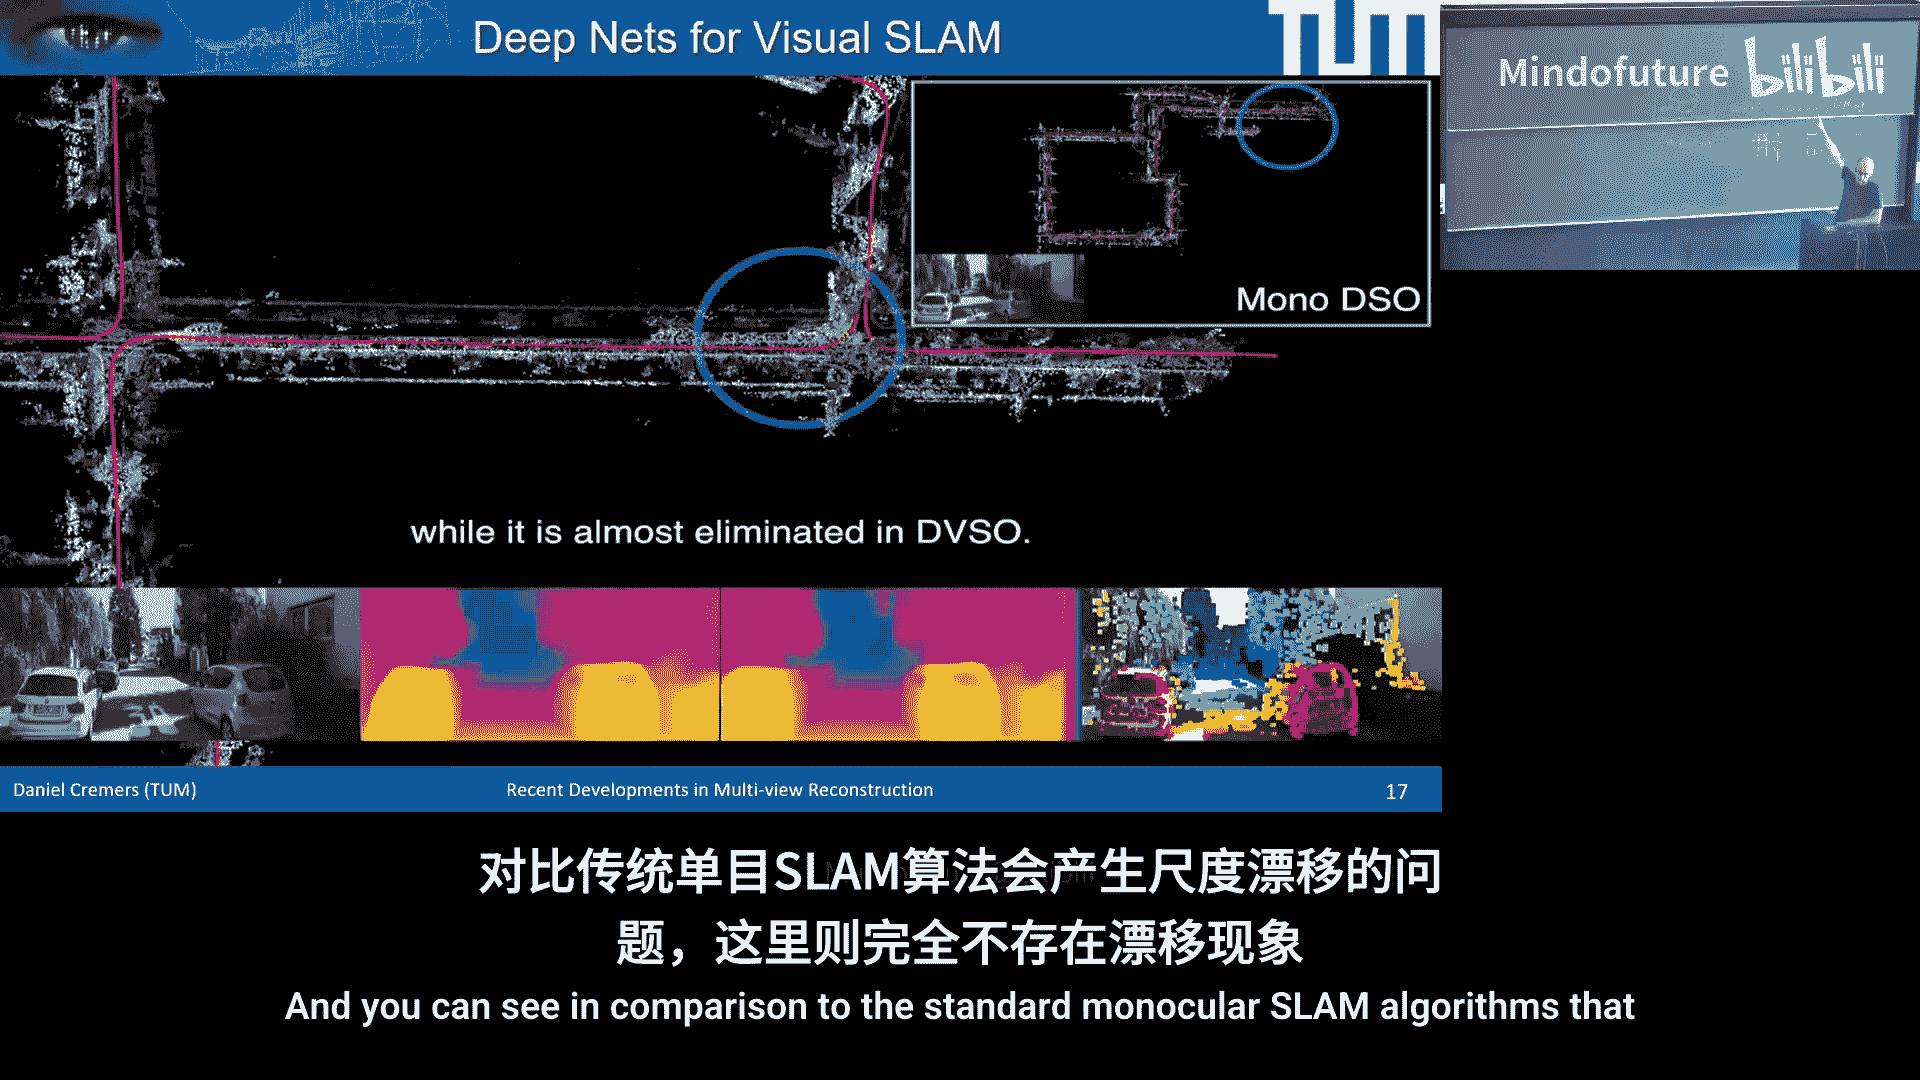 Deep Nets for Visual SLAM
TUM
Mindofuture bilibili
Mono DSO
while it is almost eliminated in DVSO.
Daniel Cremers (TUM)
Recent Developments in Multi-view Reconstruction
17
对比传统单目SLAM算法会产生尺度漂移的问
题，这里则完全不存在漂移现象
And you can see in comparison to the standard monocular SLAM algorithms that